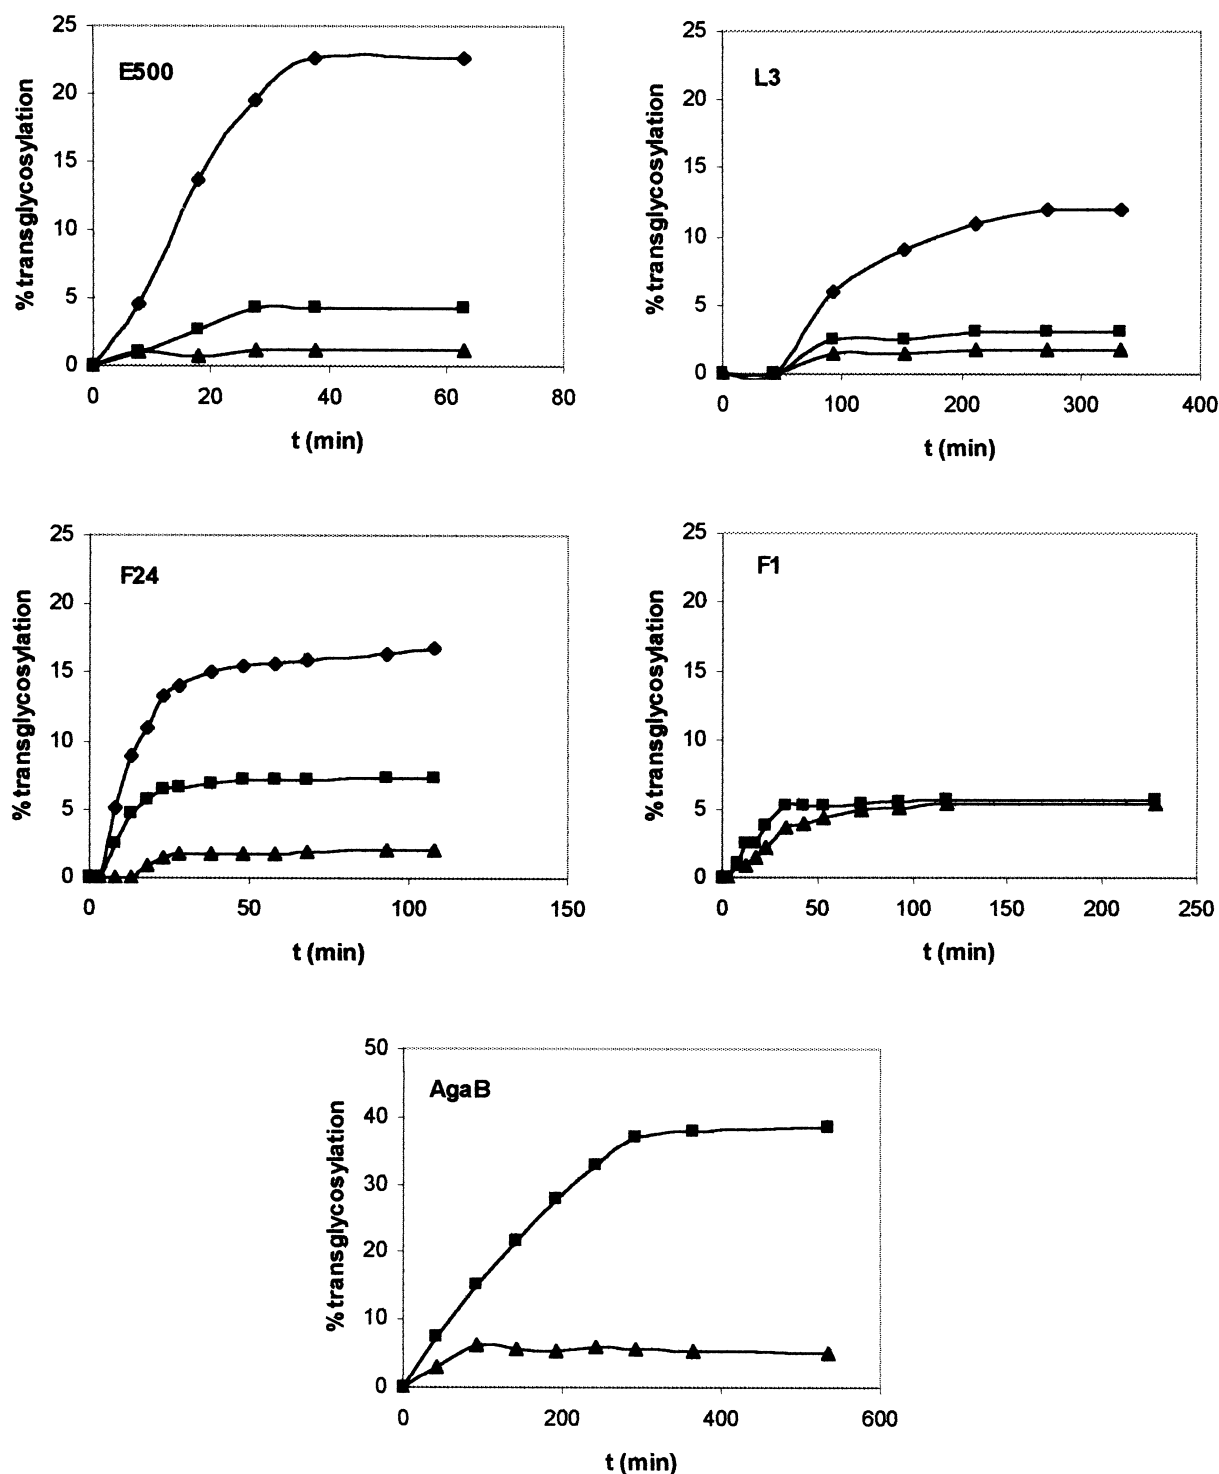 E500
% transglycosylation
25
20
15
10
5
0
0 20 40 60 80
t (min)
L3
% transglycosylation
25
20
15
10
5
0
0 100 200 300 400
t (min)
F24
% transglycosylation
25
20
15
10
5
0
0 50 100 150
t (min)
F1
% transglycosylation
25
20
15
10
5
0
0 50 100 150 200 250
t (min)
AgaB
% transglycosylation
50
40
30
20
10
0
0 200 400 600
t (min)